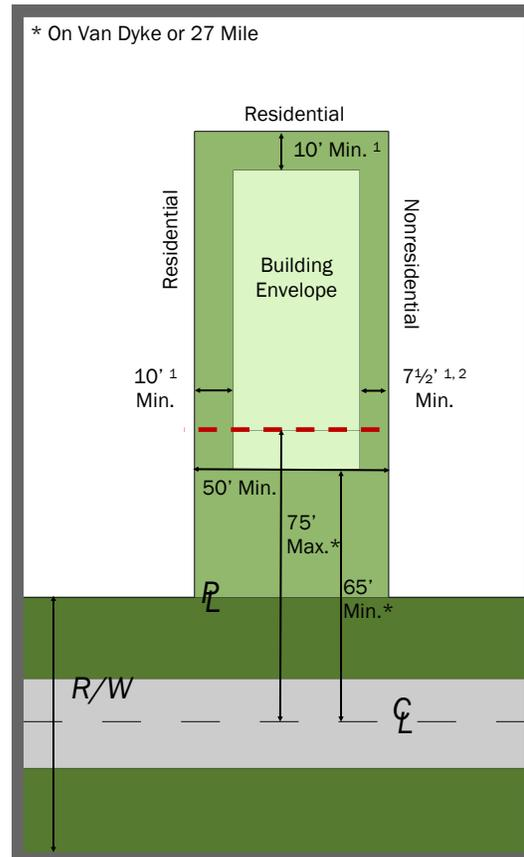 * On Van Dyke or 27 Mile
Residential
10’ Min. ¹
Residential
Nonresidential
Building
Envelope
10’ ¹
Min.
7½’ ¹, ²
Min.
50’ Min.
75’
Max.*
65’
Min.*
PL
R/W
CL